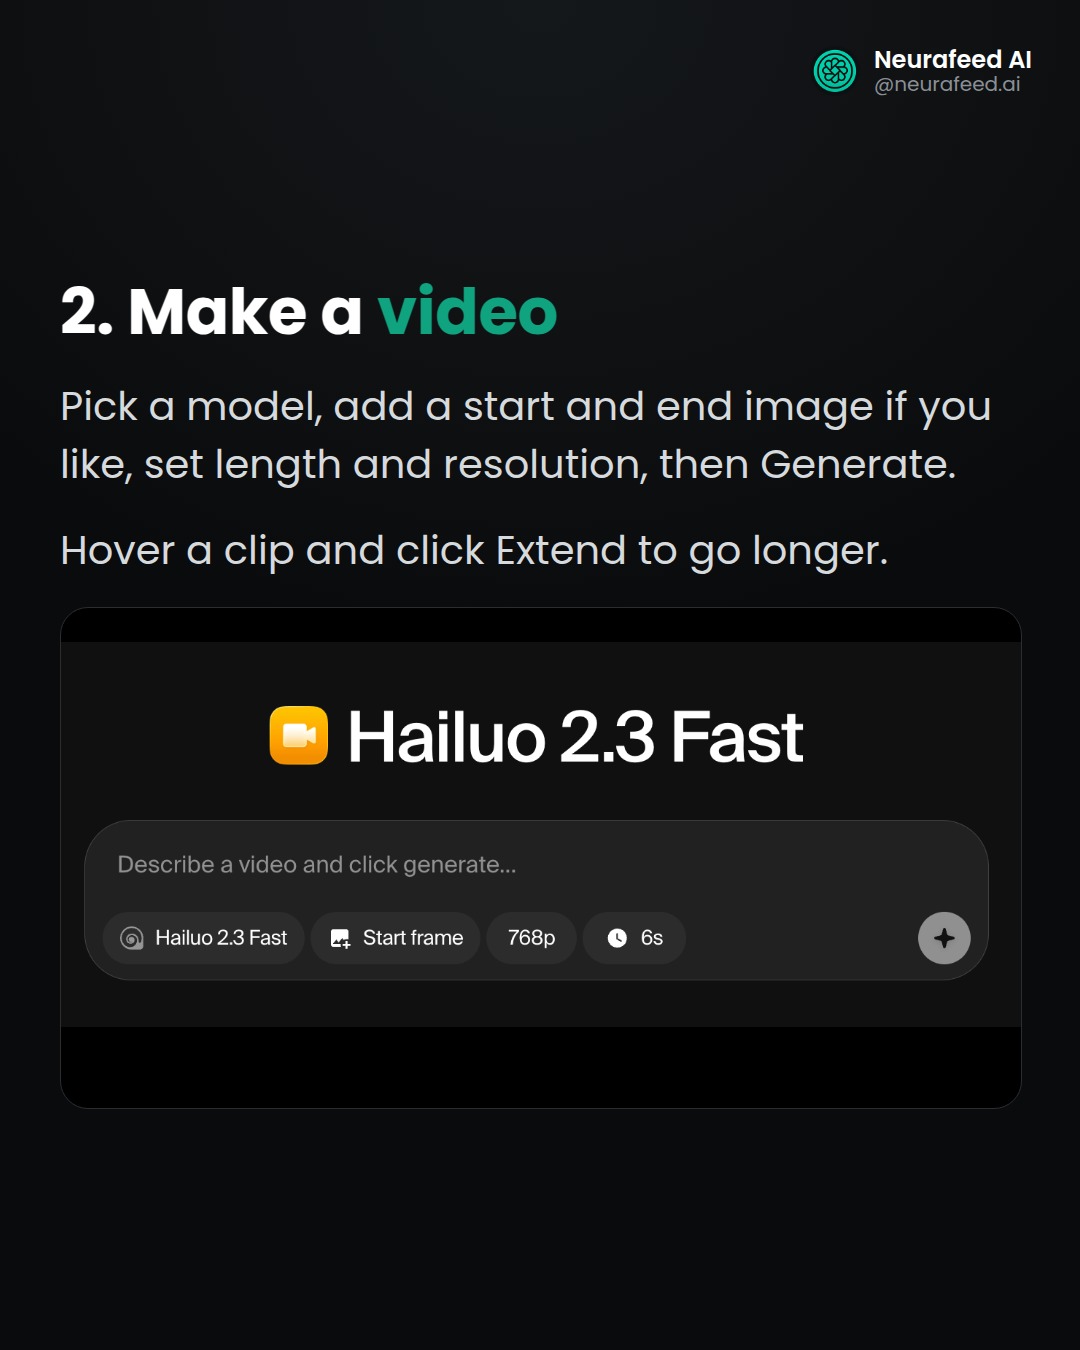 Neurafeed AI
@neurafeed.ai
2. Make a video
Pick a model, add a start and end image if you
like, set length and resolution, then Generate.
Hover a clip and click Extend to go longer.
Hailuo 2.3 Fast
Describe a video and click generate...
Hailuo 2.3 Fast Start frame 768p 6s